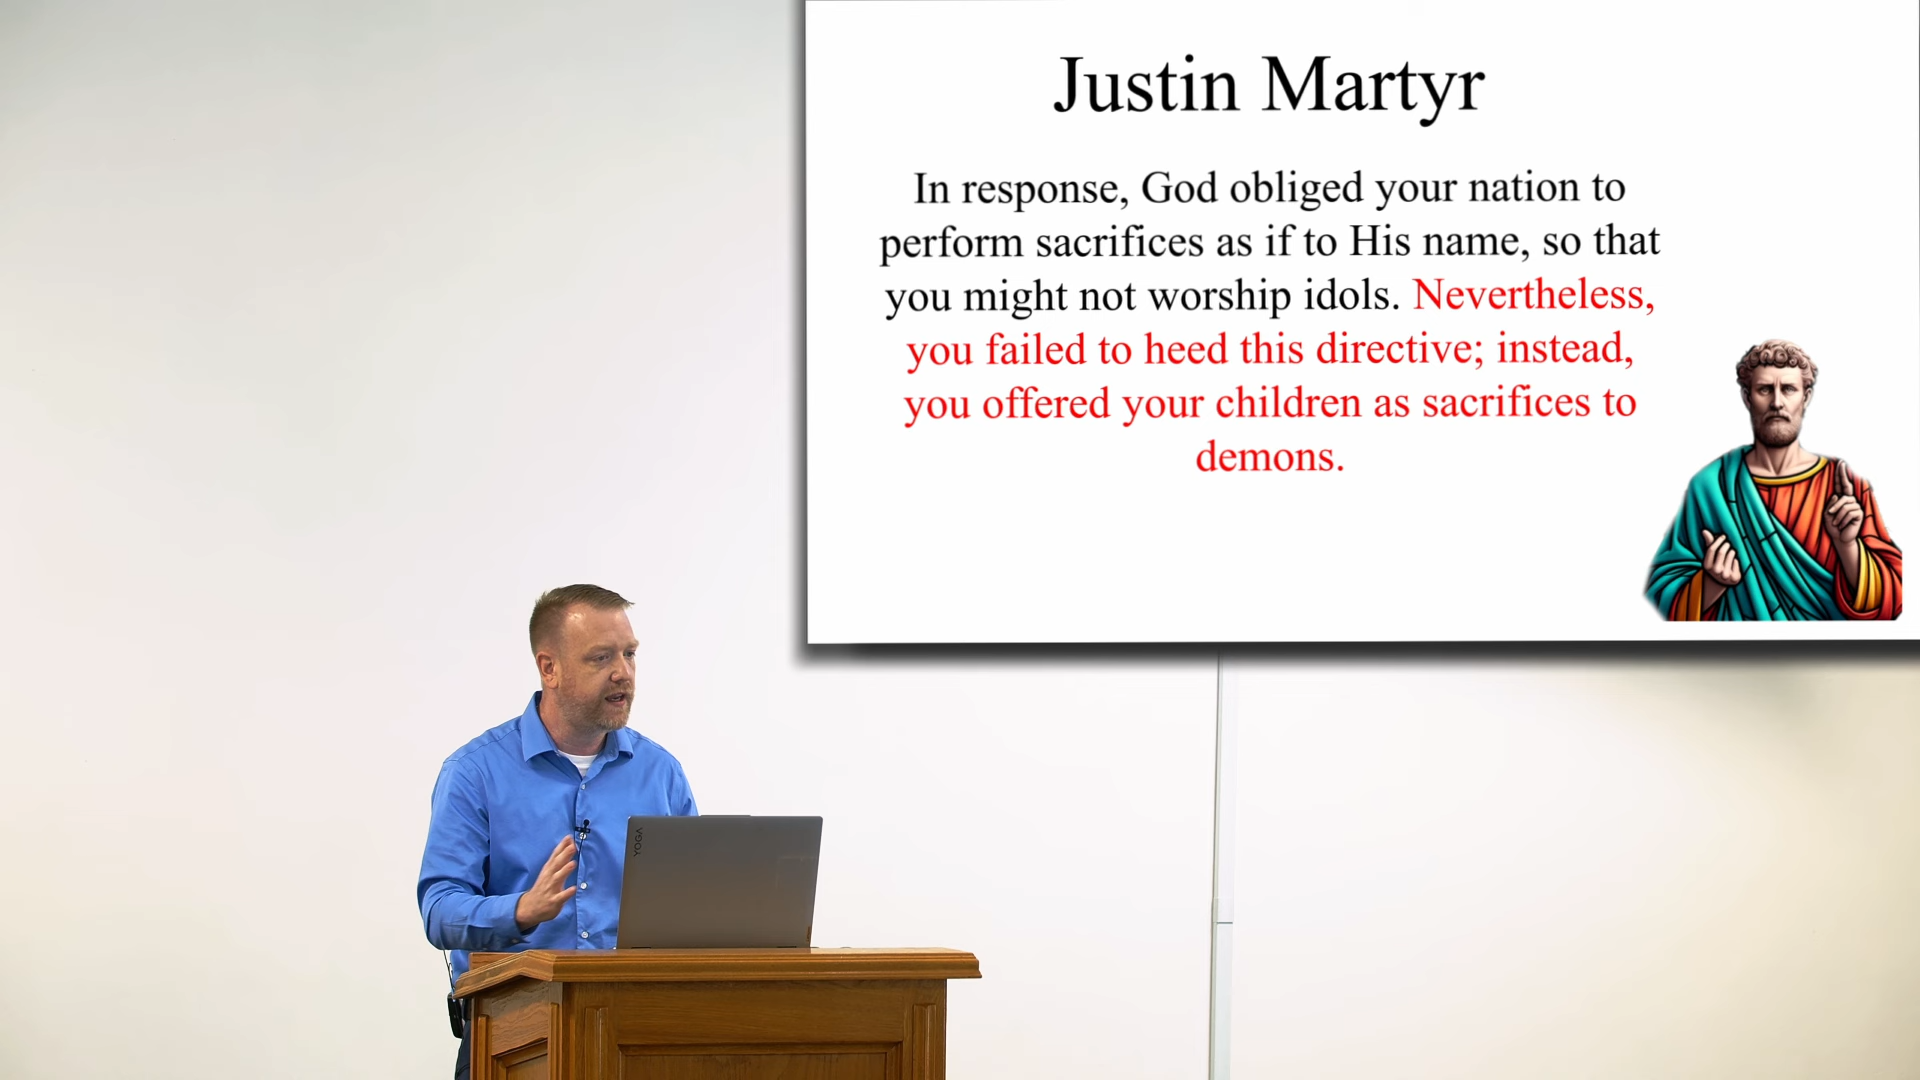 Justin Martyr
In response, God obliged your nation to
perform sacrifices as if to His name, so that
you might not worship idols. Nevertheless,
you failed to heed this directive; instead,
you offered your children as sacrifices to
demons.
YOGA